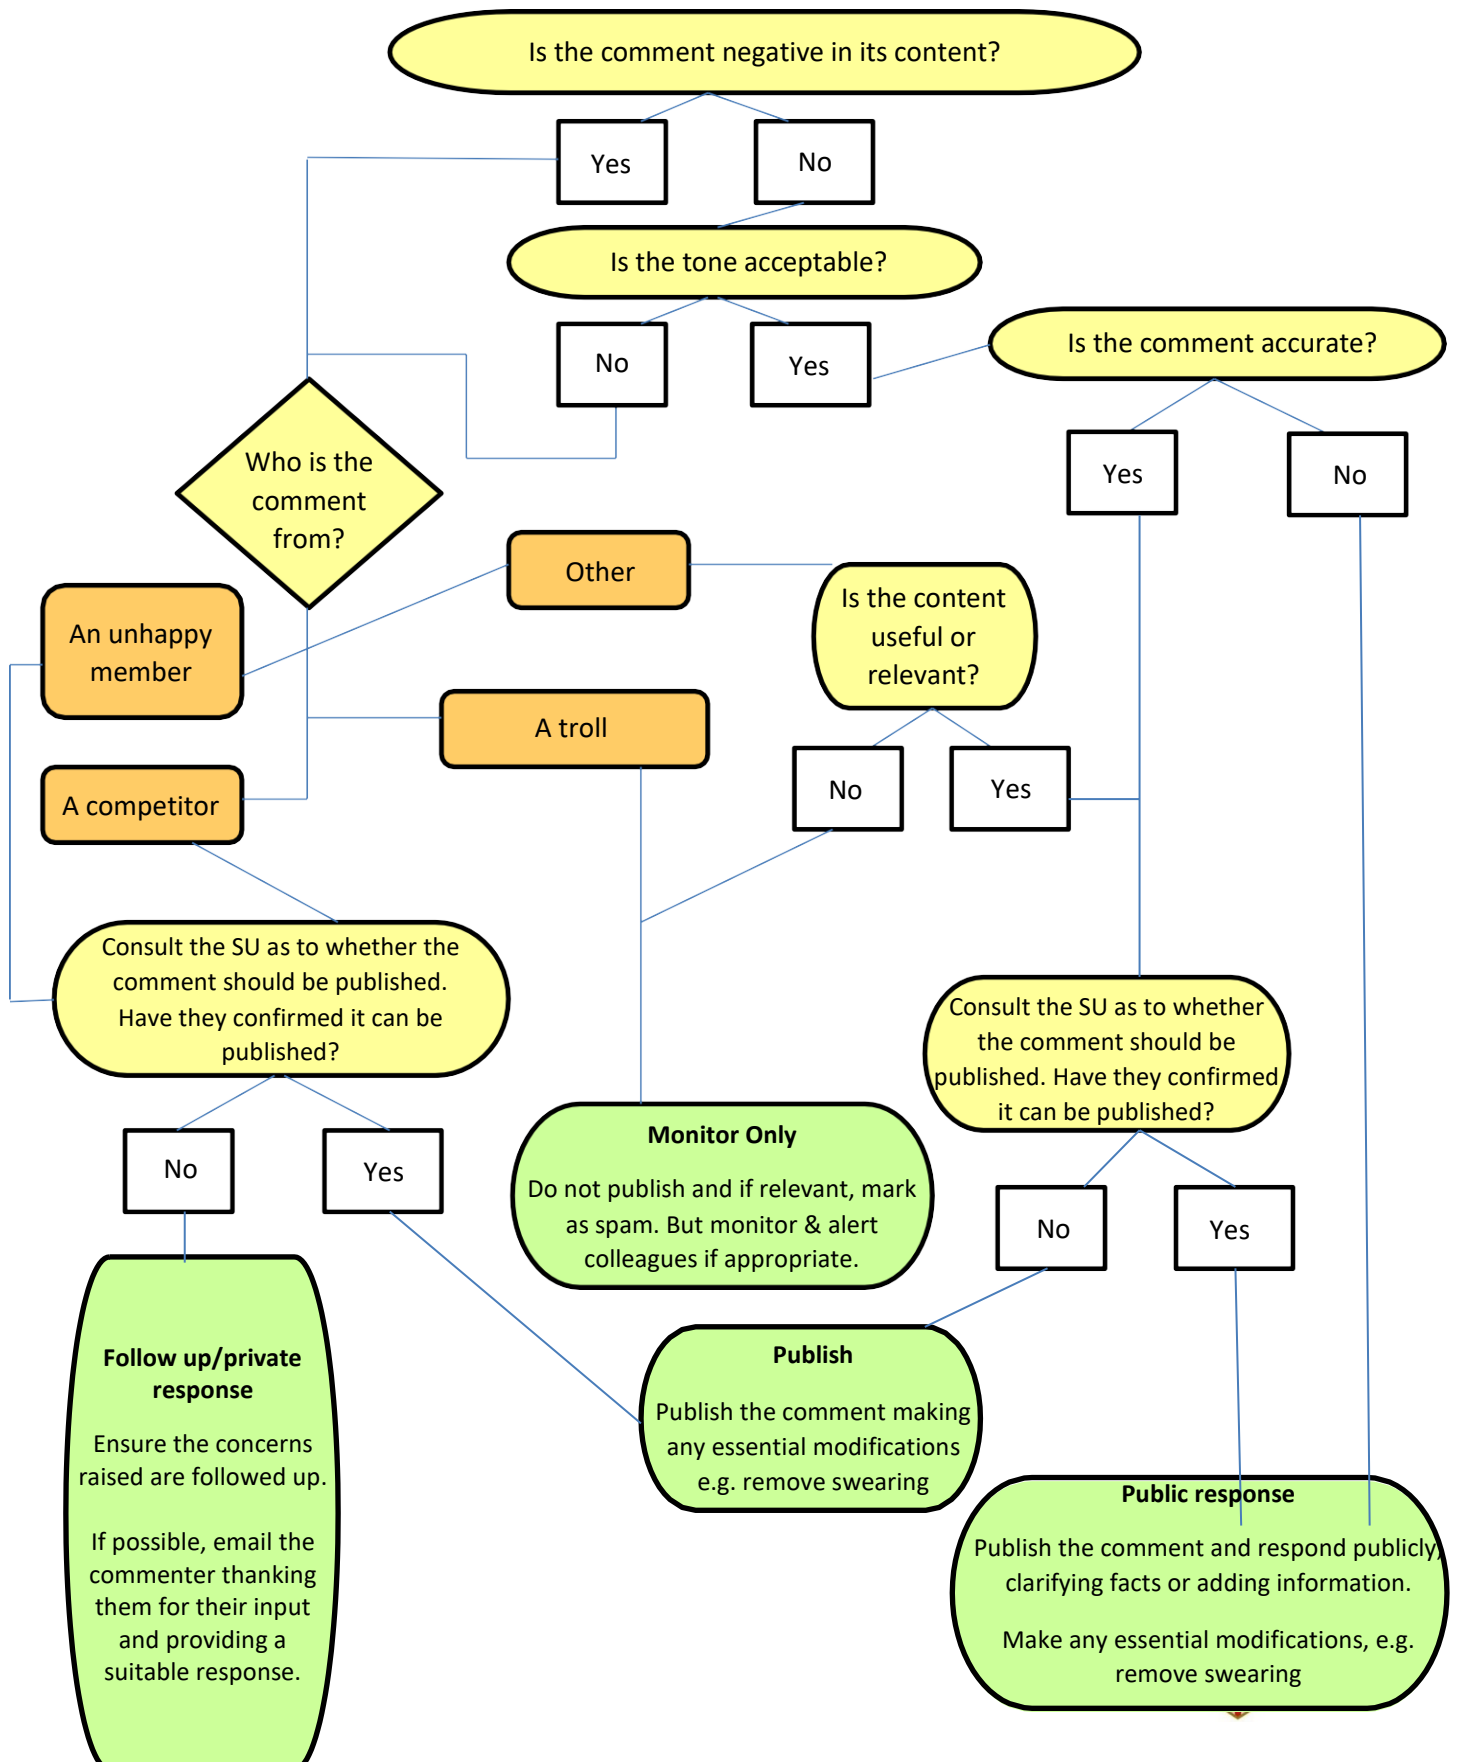 Is the comment negative in its content?
Yes
No
Is the tone acceptable?
No
Yes
Is the comment accurate?
Yes
No
Who is the
comment
from?
Other
An unhappy
member
Is the content
useful or
relevant?
A troll
A competitor
No
Yes
Consult the SU as to whether the
comment should be published.
Have they confirmed it can be
published?
Consult the SU as to whether
the comment should be
published. Have they confirmed
it can be published?
No
Yes
Monitor Only
Do not publish and if relevant, mark
as spam. But monitor & alert
colleagues if appropriate.
No
Yes
Follow up/private
response
Ensure the concerns
raised are followed up.
If possible, email the
commenter thanking
them for their input
and providing a
suitable response.
Publish
Publish the comment making
any essential modifications
e.g. remove swearing
Public response
Publish the comment and respond publicly,
clarifying facts or adding information.
Make any essential modifications, e.g.
remove swearing